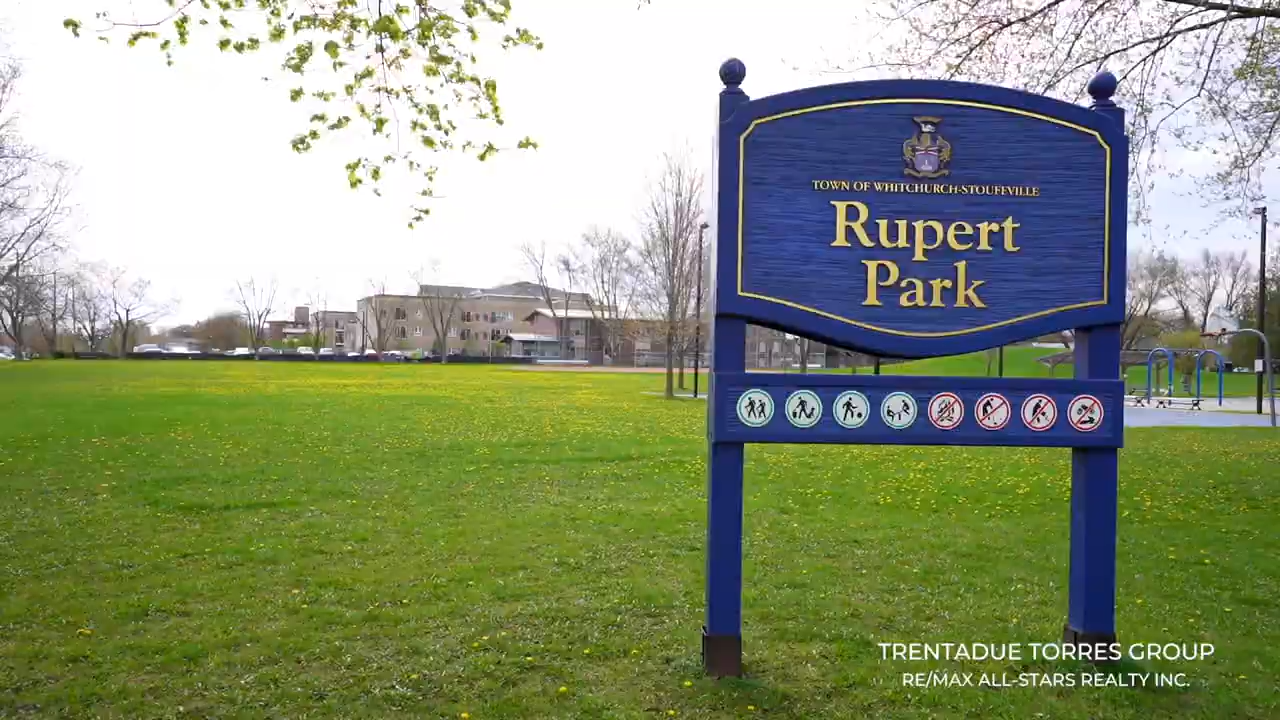 TOWN OF WHITCHURCH-STOUFFVILLE
Rupert
Park
TRENTADUE TORRES GROUP
RE/MAX ALL-STARS REALTY INC.